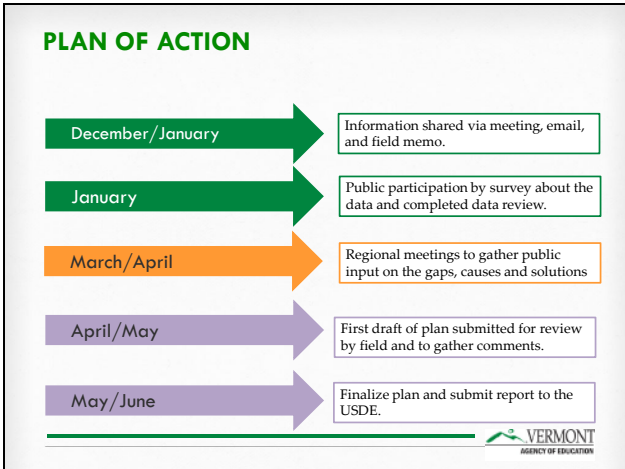 PLAN OF ACTION
December/January
Information shared via meeting, email,
and field memo.
January
Public participation by survey about the
data and completed data review.
March/April
Regional meetings to gather public
input on the gaps, causes and solutions
April/May
First draft of plan submitted for review
by field and to gather comments.
May/June
Finalize plan and submit report to the
USDE.
VERMONT
AGENCY OF EDUCATION